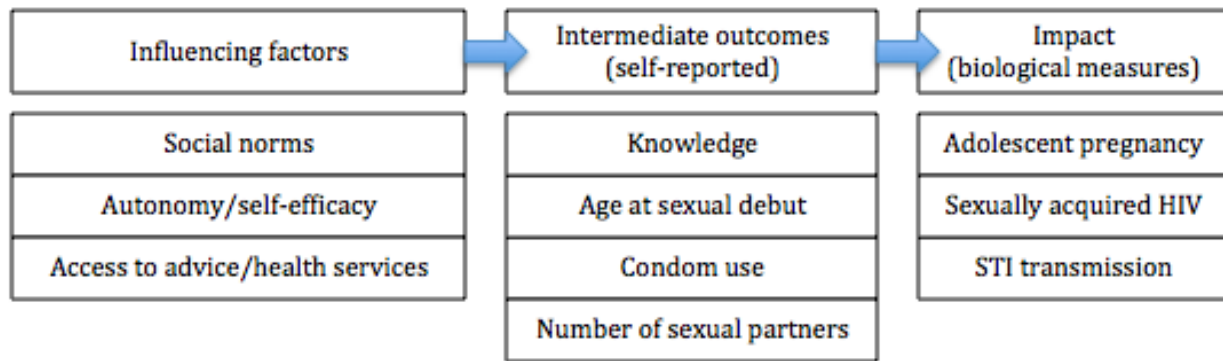 Influencing factors
Intermediate outcomes
(self-reported)
Impact
(biological measures)
Social norms
Autonomy/self-efficacy
Access to advice/health services
Knowledge
Age at sexual debut
Condom use
Number of sexual partners
Adolescent pregnancy
Sexually acquired HIV
STI transmission